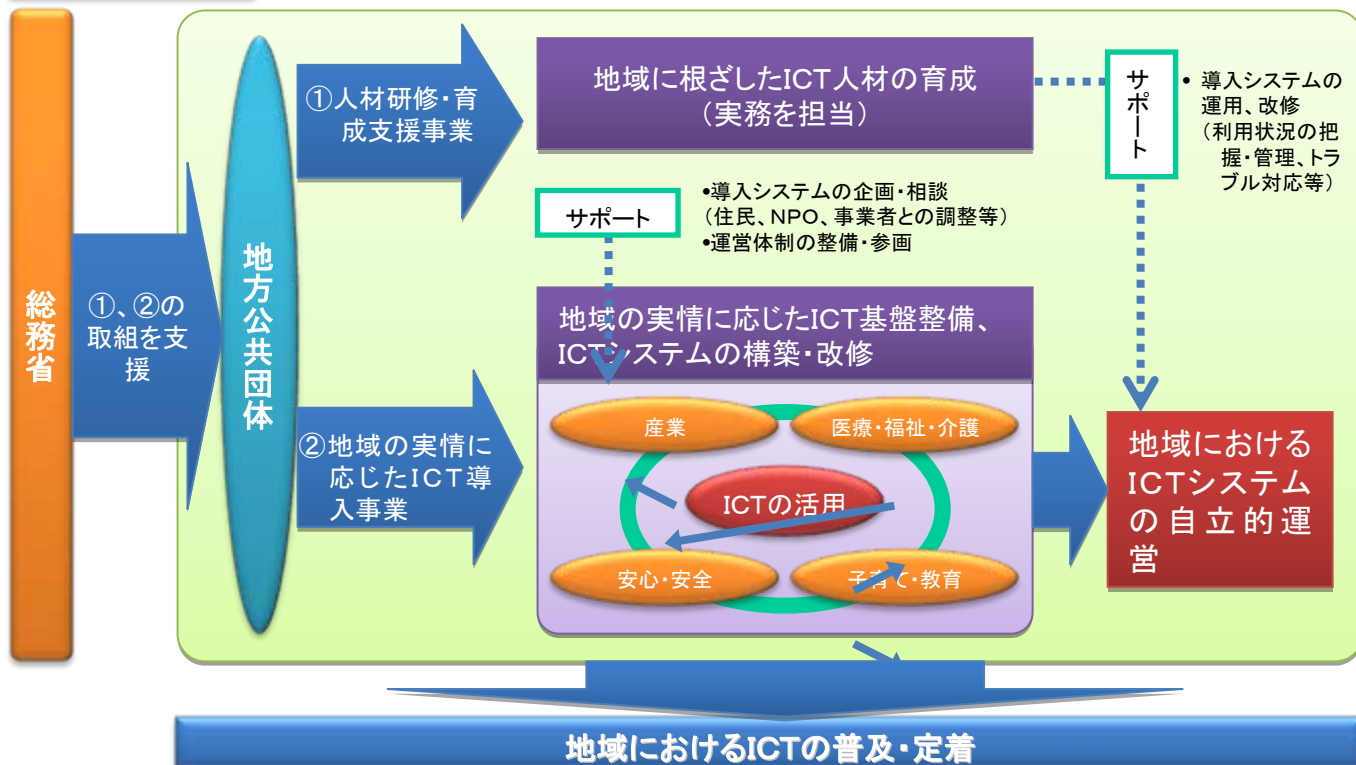 総務省
①、②の
取組を支
援
地方公共団体
①人材研修・育
成支援事業
地域に根ざしたICT人材の育成
（実務を担当）
サポート
• 導入システムの
運用、改修
（利用状況の把
握・管理、トラ
ブル対応等）
サポート
•導入システムの企画・相談
（住民、NPO、事業者との調整等）
•運営体制の整備・参画
②地域の実情に
応じたICT導
入事業
地域の実情に応じたICT基盤整備、
ICTシステムの構築・改修
産業
医療・福祉・介護
ICTの活用
安心・安全
子育て・教育
地域における
ICTシステム
の自立的運
営
地域におけるICTの普及・定着